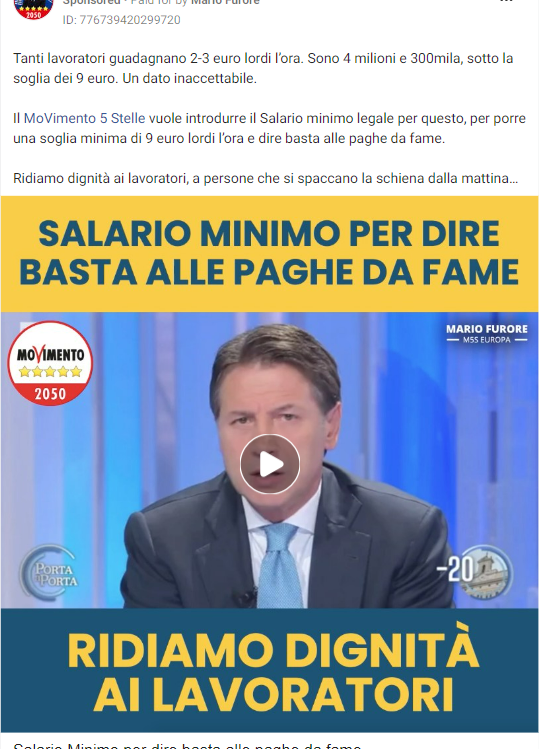 Sponsored · Paid for by Mario Furore
ID: 776739420299720
Tanti lavoratori guadagnano 2-3 euro lordi l'ora. Sono 4 milioni e 300mila, sotto la
soglia dei 9 euro. Un dato inaccettabile.
Il MoVimento 5 Stelle vuole introdurre il Salario minimo legale per questo, per porre
una soglia minima di 9 euro lordi l'ora e dire basta alle paghe da fame.
Ridiamo dignità ai lavoratori, a persone che si spaccano la schiena dalla mattina...
SALARIO MINIMO PER DIRE
BASTA ALLE PAGHE DA FAME
MARIO FURORE
M5S EUROPA
MOVIMENTO
2050
PORTA
PORTA
-20
RIDIAMO DIGNITÀ
AI LAVORATORI
Salario Minimo per dire basta alle paghe da fame